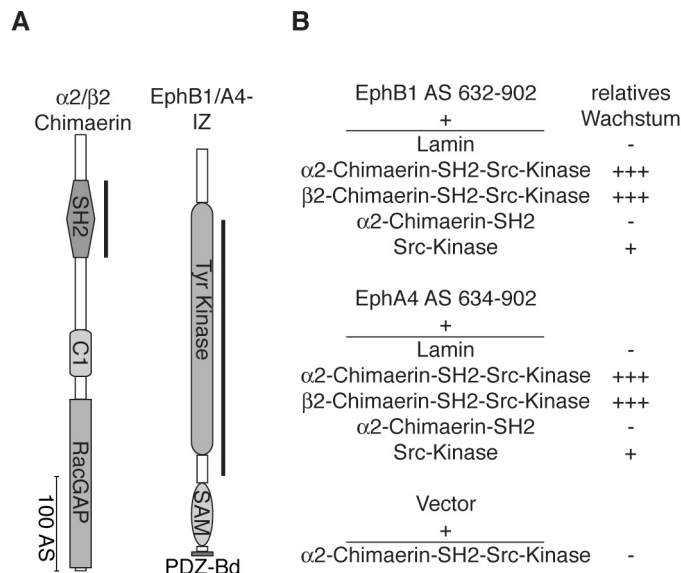 A
α2/β2
Chimaerin
EphB1/A4-
IZ
SH2
C1
RacGAP
100 AS
Tyr Kinase
SAM
PDZ-Bd
B
EphB1 AS 632-902
+
relatives
Wachstum
Lamin -
α2-Chimaerin-SH2-Src-Kinase +++
β2-Chimaerin-SH2-Src-Kinase +++
α2-Chimaerin-SH2 -
Src-Kinase +
EphA4 AS 634-902
+
Lamin -
α2-Chimaerin-SH2-Src-Kinase +++
β2-Chimaerin-SH2-Src-Kinase +++
α2-Chimaerin-SH2 -
Src-Kinase +
Vector
+
α2-Chimaerin-SH2-Src-Kinase -